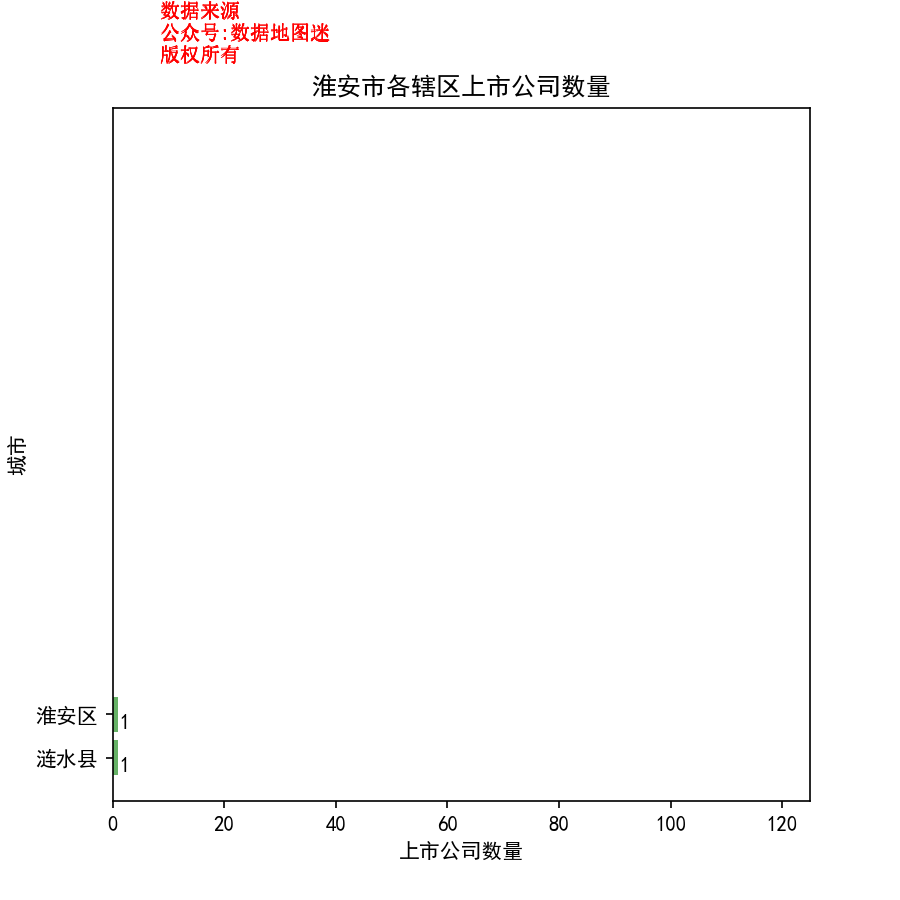 数据来源
公众号:数据地图迷
版权所有
淮安市各辖区上市公司数量
城市
淮安区 1
涟水县 1
0 20 40 60 80 100 120
上市公司数量